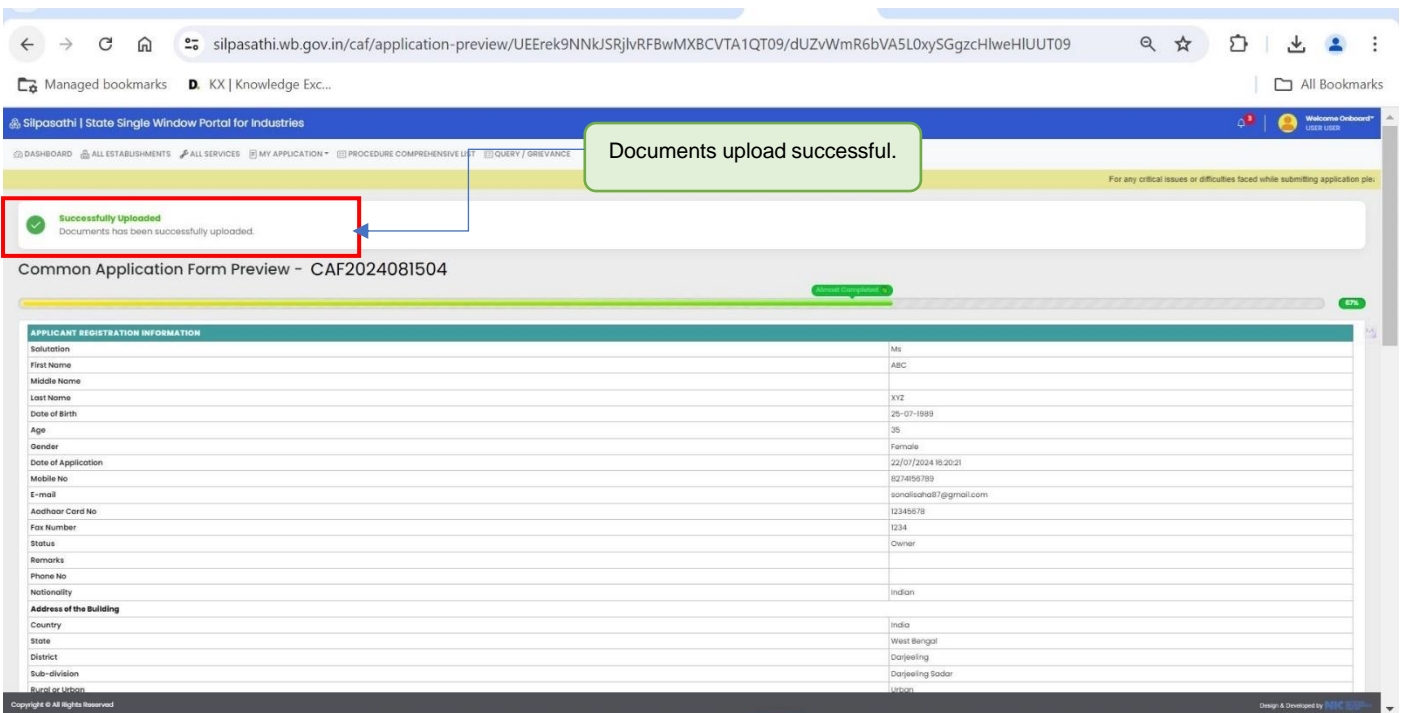 silpasathi.wb.gov.in/caf/application-preview/UEErek9NNkJSRjlvRFBwMXBCVTA1QT09/dUZvWmR6bVA5L0xySGgzcHlweHlUUT09
Managed bookmarks D. KX | Knowledge Exc... All Bookmarks
Silpasathi | State Single Window Portal for Industries 3 Welcome Onboard
USER USER
DASHBOARD ALL ESTABLISHMENTS ALL SERVICES MY APPLICATION PROCEDURE COMPREHENSIVE LIST QUERY / GRIEVANCE
Documents upload successful.
For any critical issues or difficulties faced while submitting application ple
Successfully Uploaded
Documents has been successfully uploaded.
Common Application Form Preview - CAF2024081504
Almost Completed
67%
APPLICANT REGISTRATION INFORMATION
Salutation Ms
First Name ABC
Middle Name
Last Name XYZ
Date of Birth 25-07-1989
Age 35
Gender Female
Date of Application 22/07/2024 16:20:21
Mobile No 8274156789
E-mail sonalisaha87@gmail.com
Aadhaar Card No 12345678
Fax Number 1234
Status Owner
Remarks
Phone No
Nationality Indian
Address of the Building
Country India
State West Bengal
District Darjeeling
Sub-division Darjeeling Sadar
Rural or Urban Urban
Copyright © All Rights Reserved Design & Developed by NIC